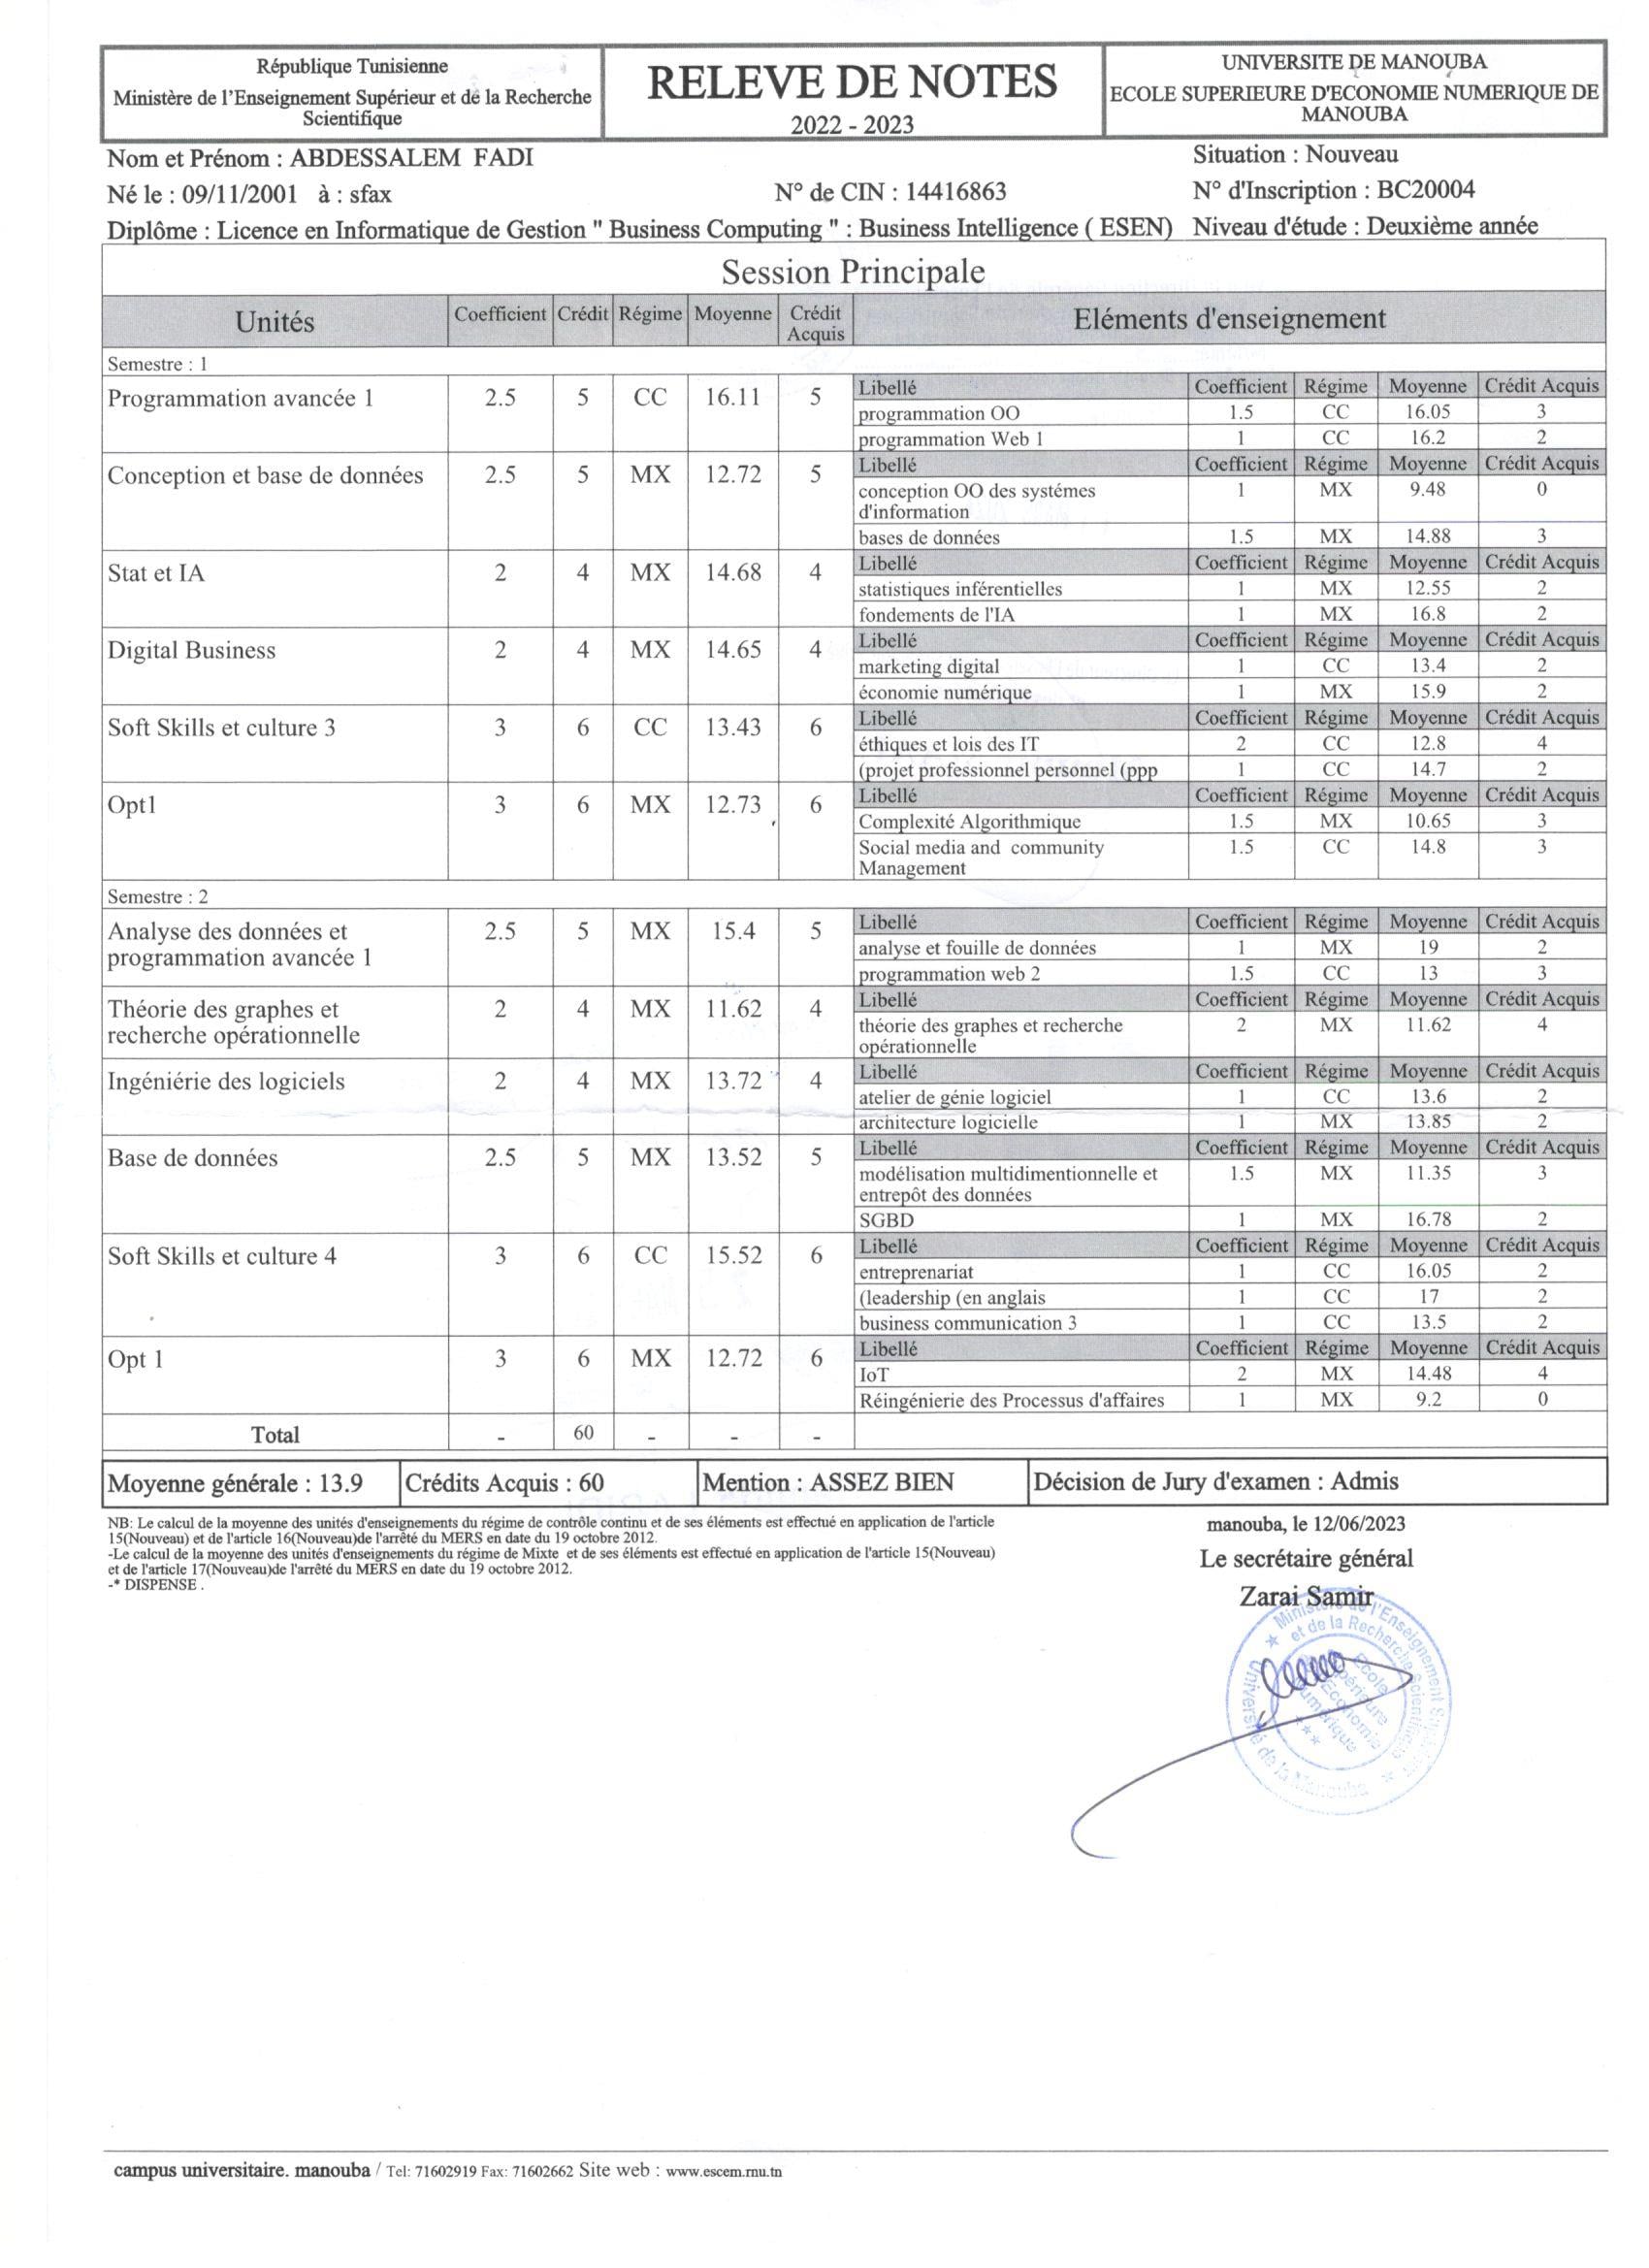 République Tunisienne
Ministère de l'Enseignement Supérieur et de la Recherche
Scientifique
RELEVE DE NOTES
2022 - 2023
UNIVERSITE DE MANOUBA
ECOLE SUPERIEURE D'ECONOMIE NUMERIQUE DE
MANOUBA
Nom et Prénom : ABDESSALEM FADI
Situation : Nouveau
Né le : 09/11/2001 à : sfax
N° de CIN : 14416863
N° d'Inscription : BC20004
Diplôme : Licence en Informatique de Gestion " Business Computing " : Business Intelligence ( ESEN) Niveau d'étude : Deuxième année
Session Principale
Unités Coefficient Crédit Régime Moyenne Crédit Acquis Eléments d'enseignement
Semestre : 1
Programmation avancée 1 2.5 5 CC 16.11 5
Libellé Coefficient Régime Moyenne Crédit Acquis
programmation OO 1.5 CC 16.05 3
programmation Web 1 1 CC 16.2 2
Conception et base de données 2.5 5 MX 12.72 5
Libellé Coefficient Régime Moyenne Crédit Acquis
conception OO des systémes 1 MX 9.48 0
d'information
bases de données 1.5 MX 14.88 3
Stat et IA 2 4 MX 14.68 4
Libellé Coefficient Régime Moyenne Crédit Acquis
statistiques inférentielles 1 MX 12.55 2
fondements de l'IA 1 MX 16.8 2
Digital Business 2 4 MX 14.65 4
Libellé Coefficient Régime Moyenne Crédit Acquis
marketing digital 1 CC 13.4 2
économie numérique 1 MX 15.9 2
Soft Skills et culture 3 3 6 CC 13.43 6
Libellé Coefficient Régime Moyenne Crédit Acquis
éthiques et lois des IT 2 CC 12.8 4
(projet professionnel personnel (ppp 1 CC 14.7 2
Opt1 3 6 MX 12.73 6
Libellé Coefficient Régime Moyenne Crédit Acquis
Complexité Algorithmique 1.5 MX 10.65 3
Social media and community 1.5 CC 14.8 3
Management
Semestre : 2
Analyse des données et 2.5 5 MX 15.4 5
programmation avancée 1
Libellé Coefficient Régime Moyenne Crédit Acquis
analyse et fouille de données 1 MX 19 2
programmation web 2 1.5 CC 13 3
Théorie des graphes et 2 4 MX 11.62 4
recherche opérationnelle
Libellé Coefficient Régime Moyenne Crédit Acquis
théorie des graphes et recherche 2 MX 11.62 4
opérationnelle
Ingéniérie des logiciels 2 4 MX 13.72 4
Libellé Coefficient Régime Moyenne Crédit Acquis
atelier de génie logiciel 1 CC 13.6 2
architecture logicielle 1 MX 13.85 2
Base de données 2.5 5 MX 13.52 5
Libellé Coefficient Régime Moyenne Crédit Acquis
modélisation multidimentionnelle et 1.5 MX 11.35 3
entrepôt des données
SGBD 1 MX 16.78 2
Soft Skills et culture 4 3 6 CC 15.52 6
Libellé Coefficient Régime Moyenne Crédit Acquis
entreprenariat 1 CC 16.05 2
(leadership (en anglais 1 CC 17 2
business communication 3 1 CC 13.5 2
Opt 1 3 6 MX 12.72 6
Libellé Coefficient Régime Moyenne Crédit Acquis
IoT 2 MX 14.48 4
Réingénierie des Processus d'affaires 1 MX 9.2 0
Total - 60 - - -
Moyenne générale : 13.9 Crédits Acquis : 60 Mention : ASSEZ BIEN Décision de Jury d'examen : Admis
NB: Le calcul de la moyenne des unités d'enseignements du régime de contrôle continu et de ses éléments est effectué en application de l'article
15(Nouveau) et de l'article 16(Nouveau)de l'arrêté du MERS en date du 19 octobre 2012.
-Le calcul de la moyenne des unités d'enseignements du régime de Mixte et de ses éléments est effectué en application de l'article 15(Nouveau)
et de l'article 17(Nouveau)de l'arrêté du MERS en date du 19 octobre 2012.
-* DISPENSE .
manouba, le 12/06/2023
Le secrétaire général
Zarai Samir
Ministère de l'Enseignement
et de la Recherche Scientifique
Université de la Manouba
Ecole
Supérieure
Economie
Numérique
campus universitaire. manouba / Tel: 71602919 Fax: 71602662 Site web : www.escem.rnu.tn